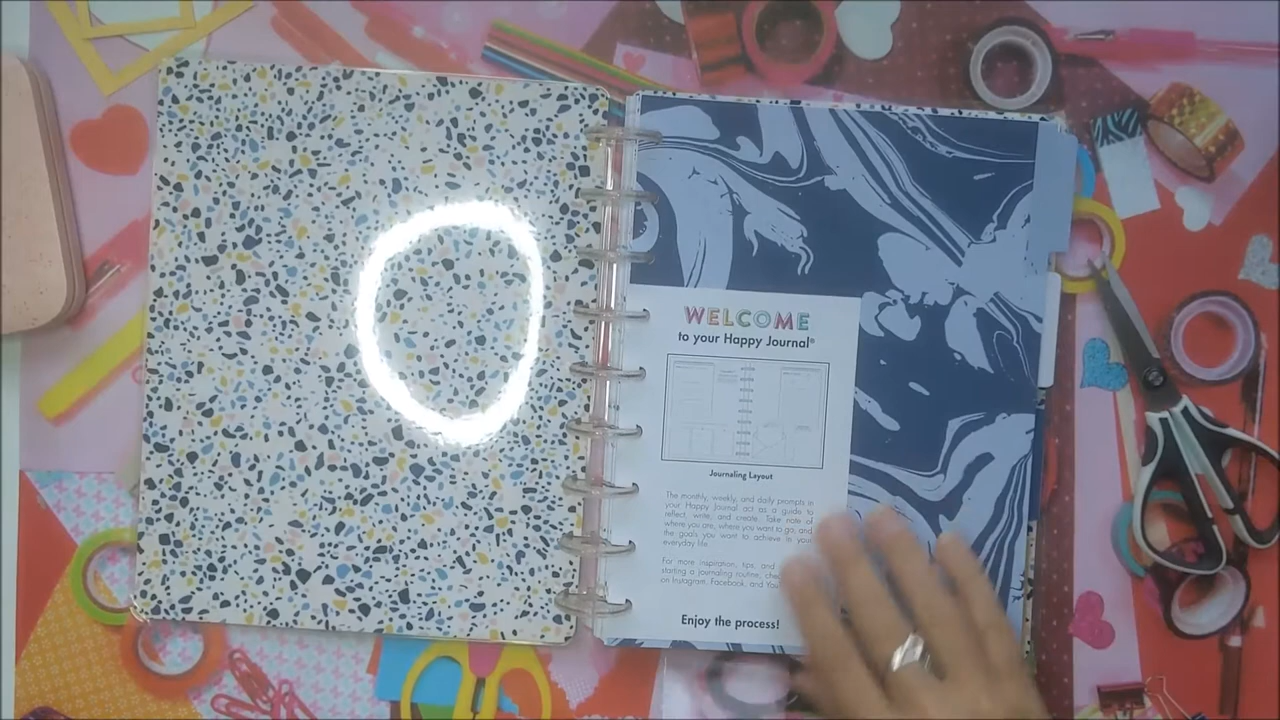 WELCOME
to your Happy Journal®
Journaling Layout
The monthly, weekly, and daily prompts in
your Happy Journal act as a guide to
reflect, write, and create. Take note of
where you are, where you want to go, and
the goals you want to achieve in your
everyday life.
For more inspiration, tips, and
starting a journaling routine,
on Instagram, Facebook, and
Enjoy the process!